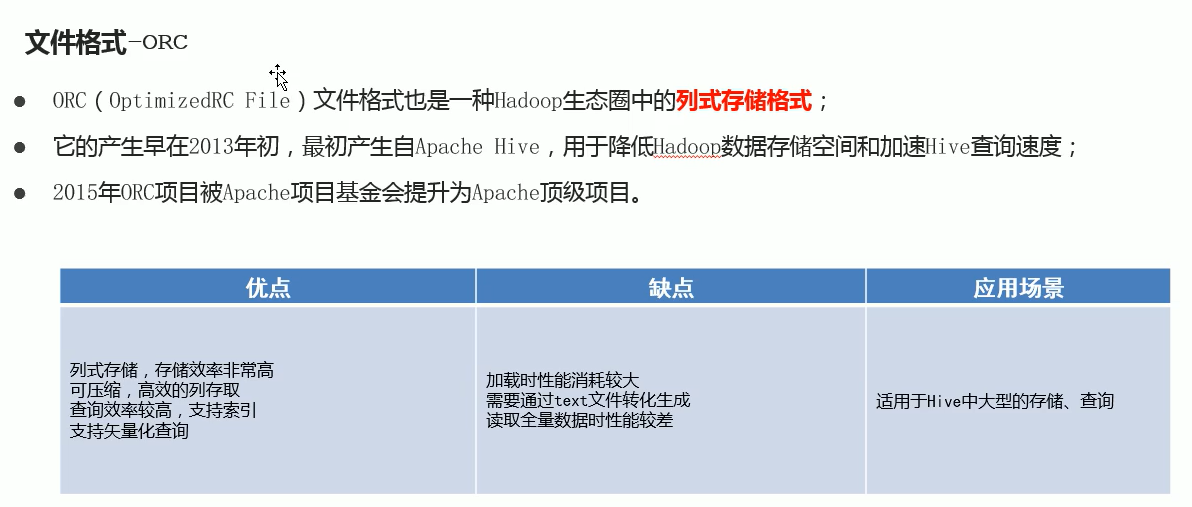 文件格式-ORC
ORC（OptimizedRC File）文件格式也是一种Hadoop生态圈中的列式存储格式；
它的产生早在2013年初，最初产生自Apache Hive，用于降低Hadoop数据存储空间和加速Hive查询速度；
2015年ORC项目被Apache项目基金会提升为Apache顶级项目。
优点 缺点 应用场景
列式存储，存储效率非常高
可压缩，高效的列存取
查询效率较高，支持索引
支持矢量化查询
加载时性能消耗较大
需要通过text文件转化生成
读取全量数据时性能较差
适用于Hive中大型的存储、查询